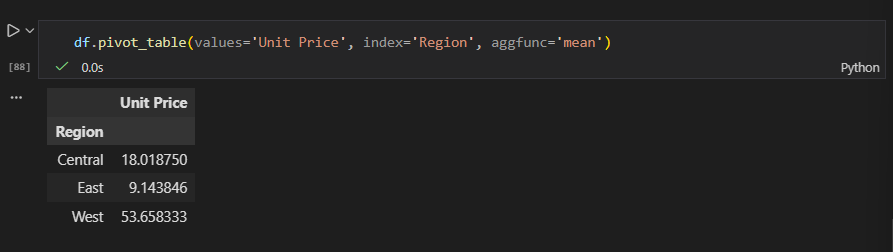 df.pivot_table(values='Unit Price', index='Region', aggfunc='mean')
[88]
0.0s
Python
...
Unit Price
Region
Central 18.018750
East 9.143846
West 53.658333